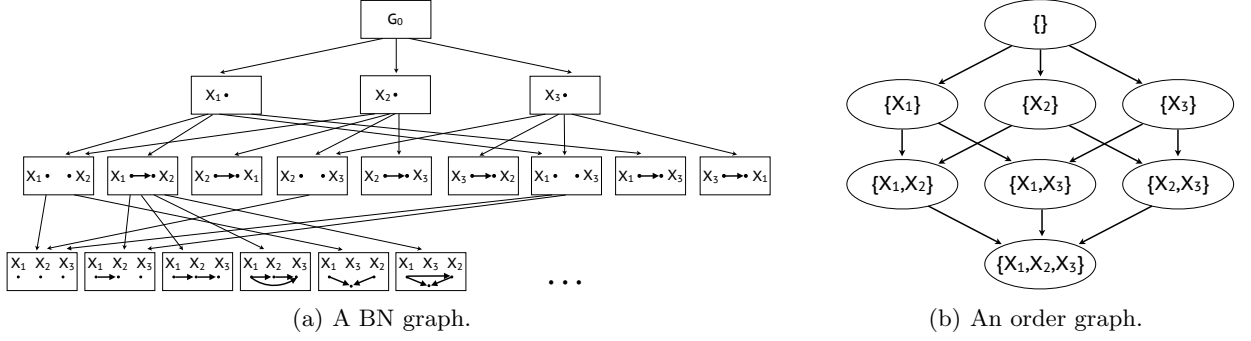 G₀
{}
X₁ X₂ X₃
{X₁} {X₂} {X₃}
X₁ X₂ X₁ X₂ X₂ X₁ X₂ X₃ X₂ X₃ X₃ X₂ X₁ X₃ X₁ X₃ X₃ X₁
{X₁,X₂} {X₁,X₃} {X₂,X₃}
X₁ X₂ X₃ X₁ X₂ X₃ X₁ X₂ X₃ X₁ X₂ X₃ X₁ X₃ X₂ X₁ X₃ X₂
...
{X₁,X₂,X₃}
(a) A BN graph.
(b) An order graph.